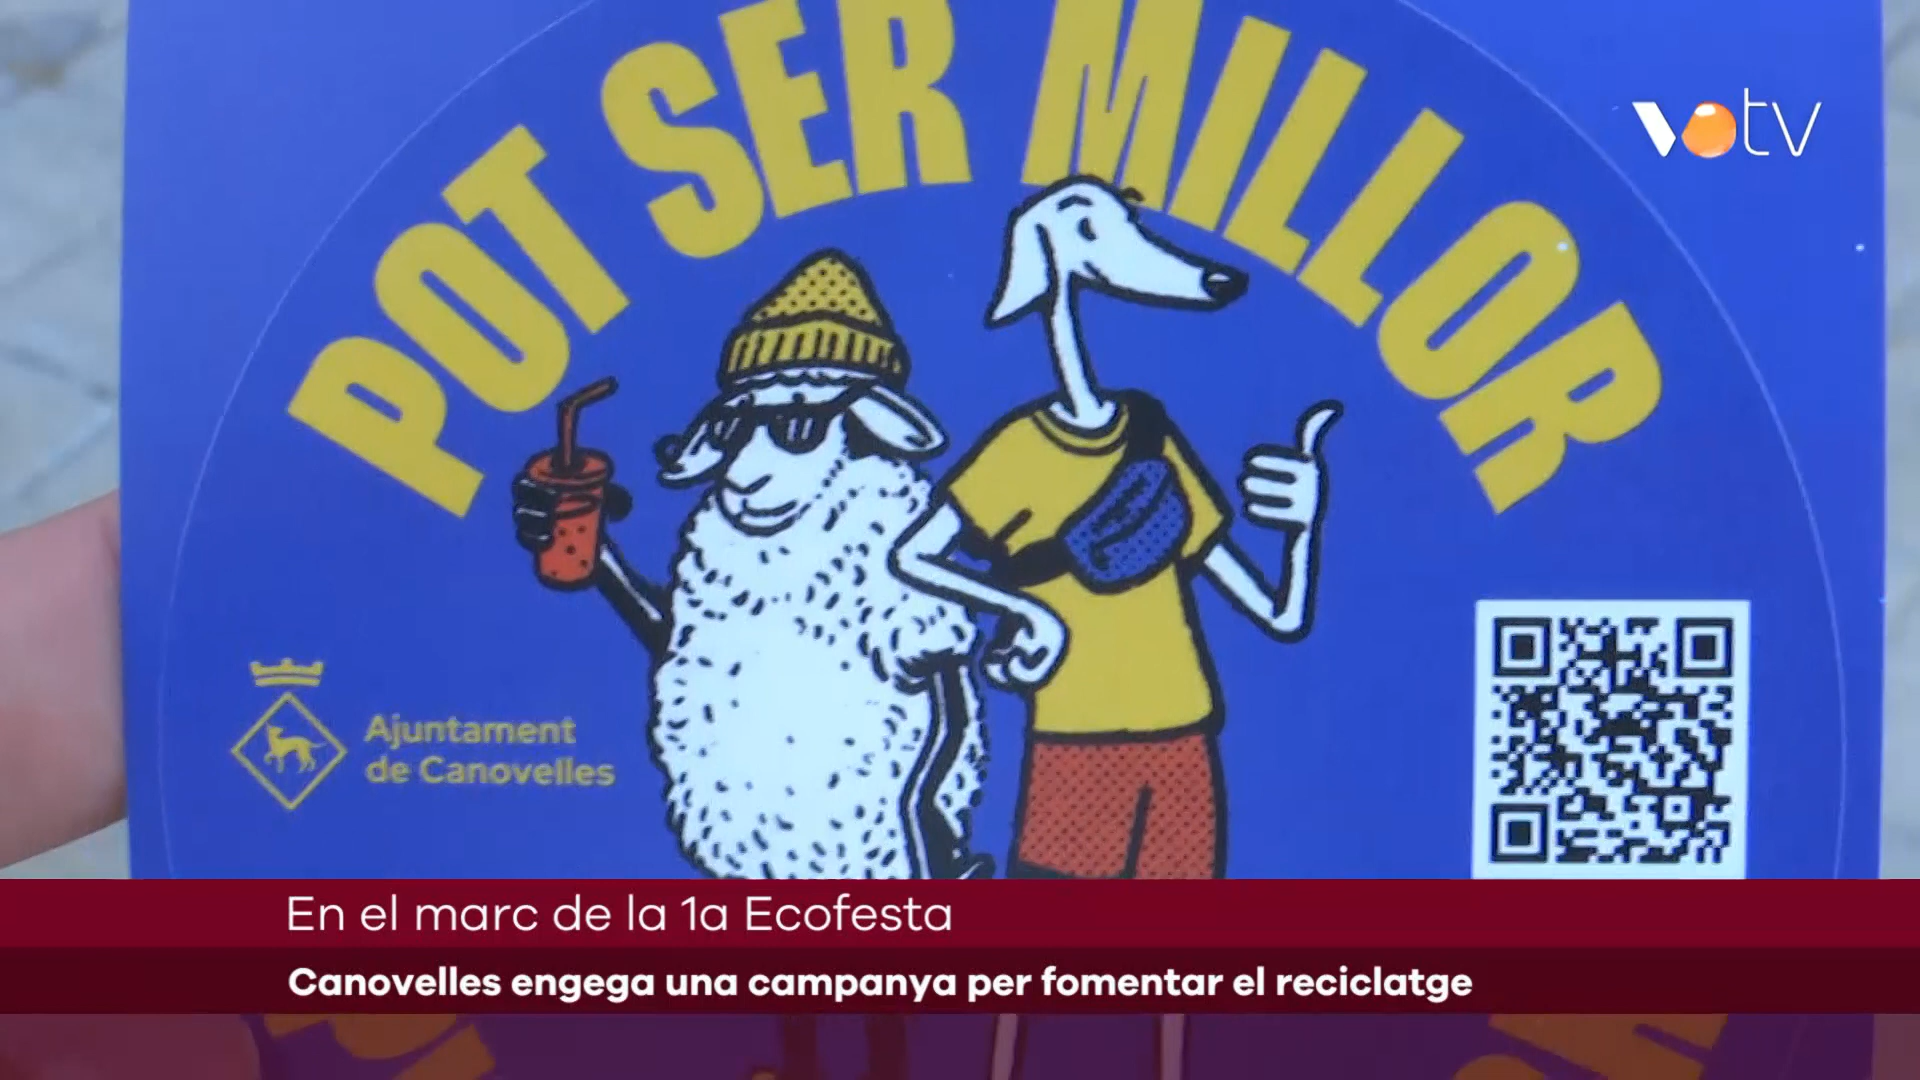 POT SER MILLOR
votv
Ajuntament
de Canovelles
En el marc de la 1a Ecofesta
Canovelles engega una campanya per fomentar el reciclatge